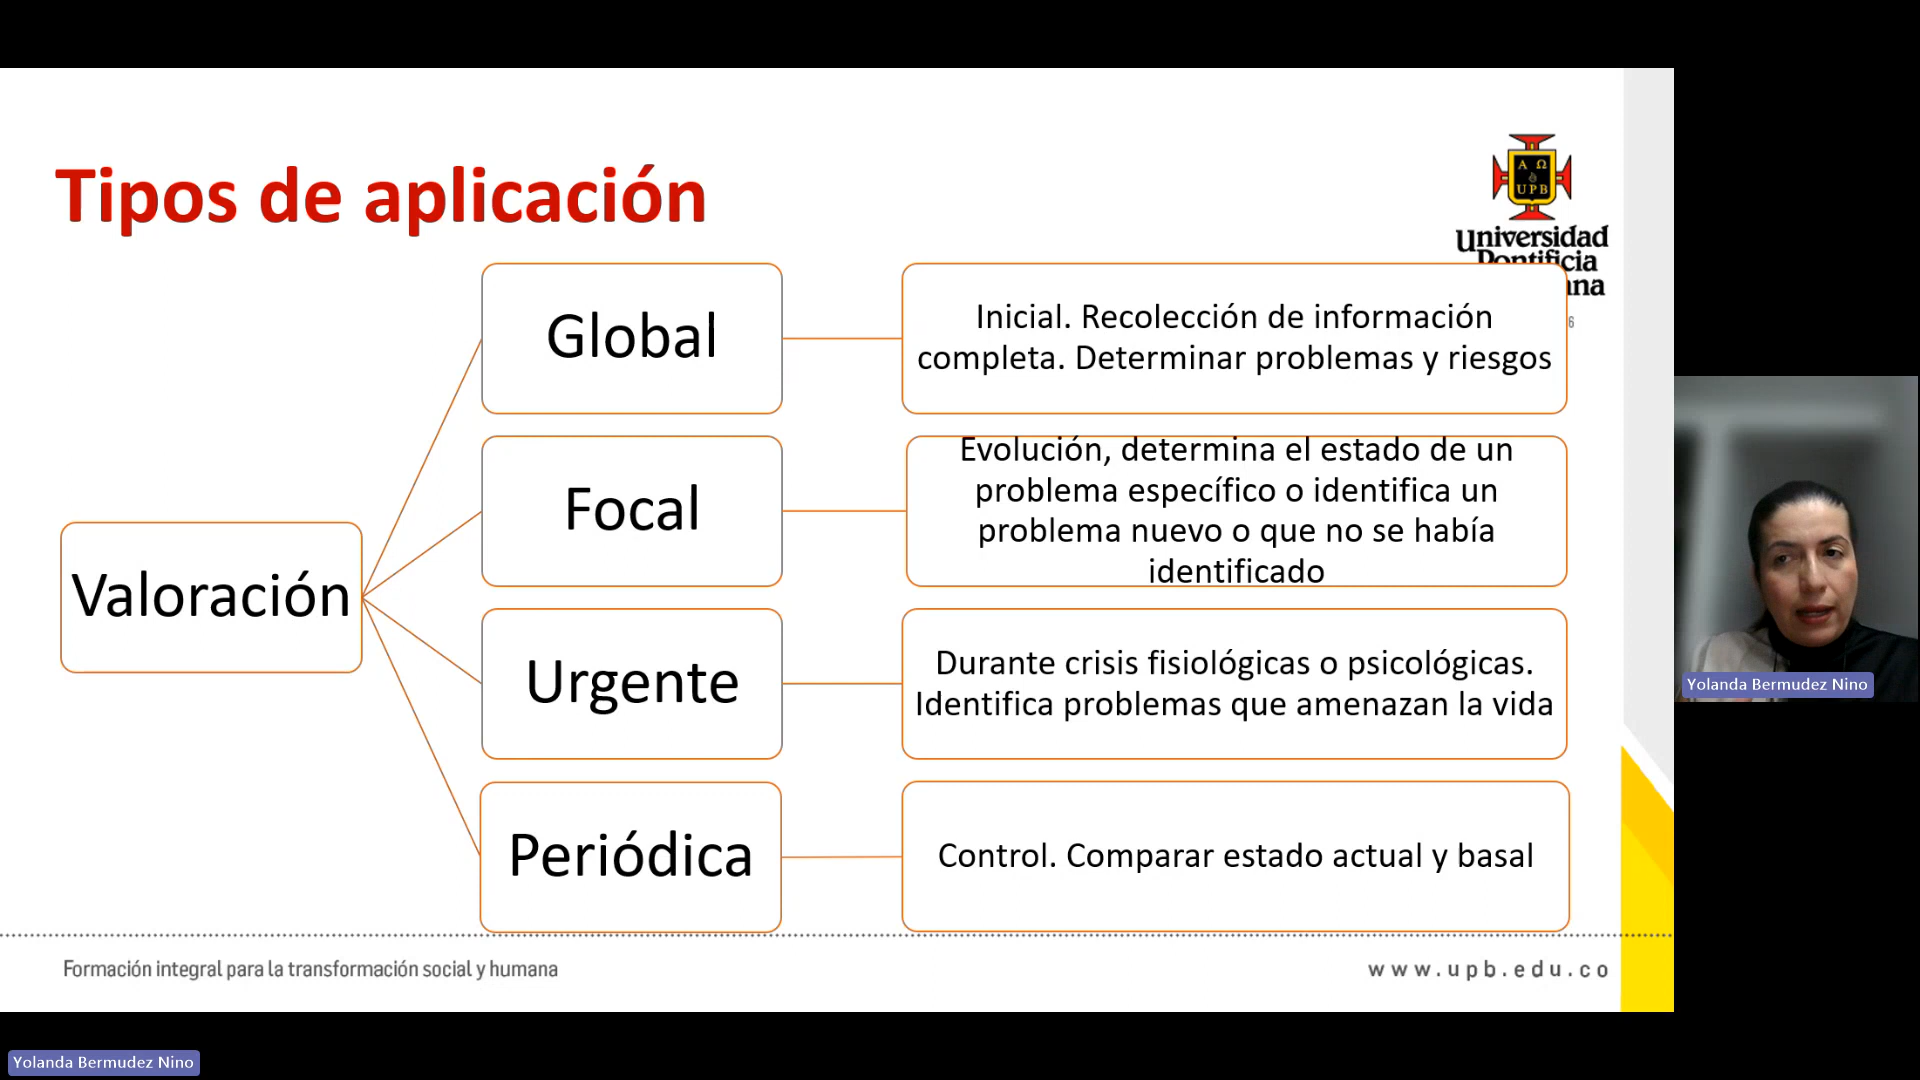 Tipos de aplicación
Α Ω
UPB
Universidad
Pontificia
Global
Inicial. Recolección de información
completa. Determinar problemas y riesgos
Focal
Evolución, determina el estado de un
problema específico o identifica un
problema nuevo o que no se había
identificado
Valoración
Urgente
Durante crisis fisiológicas o psicológicas.
Identifica problemas que amenazan la vida
Periódica
Control. Comparar estado actual y basal
Formación integral para la transformación social y humana
www.upb.edu.co
Yolanda Bermudez Nino
Yolanda Bermudez Nino